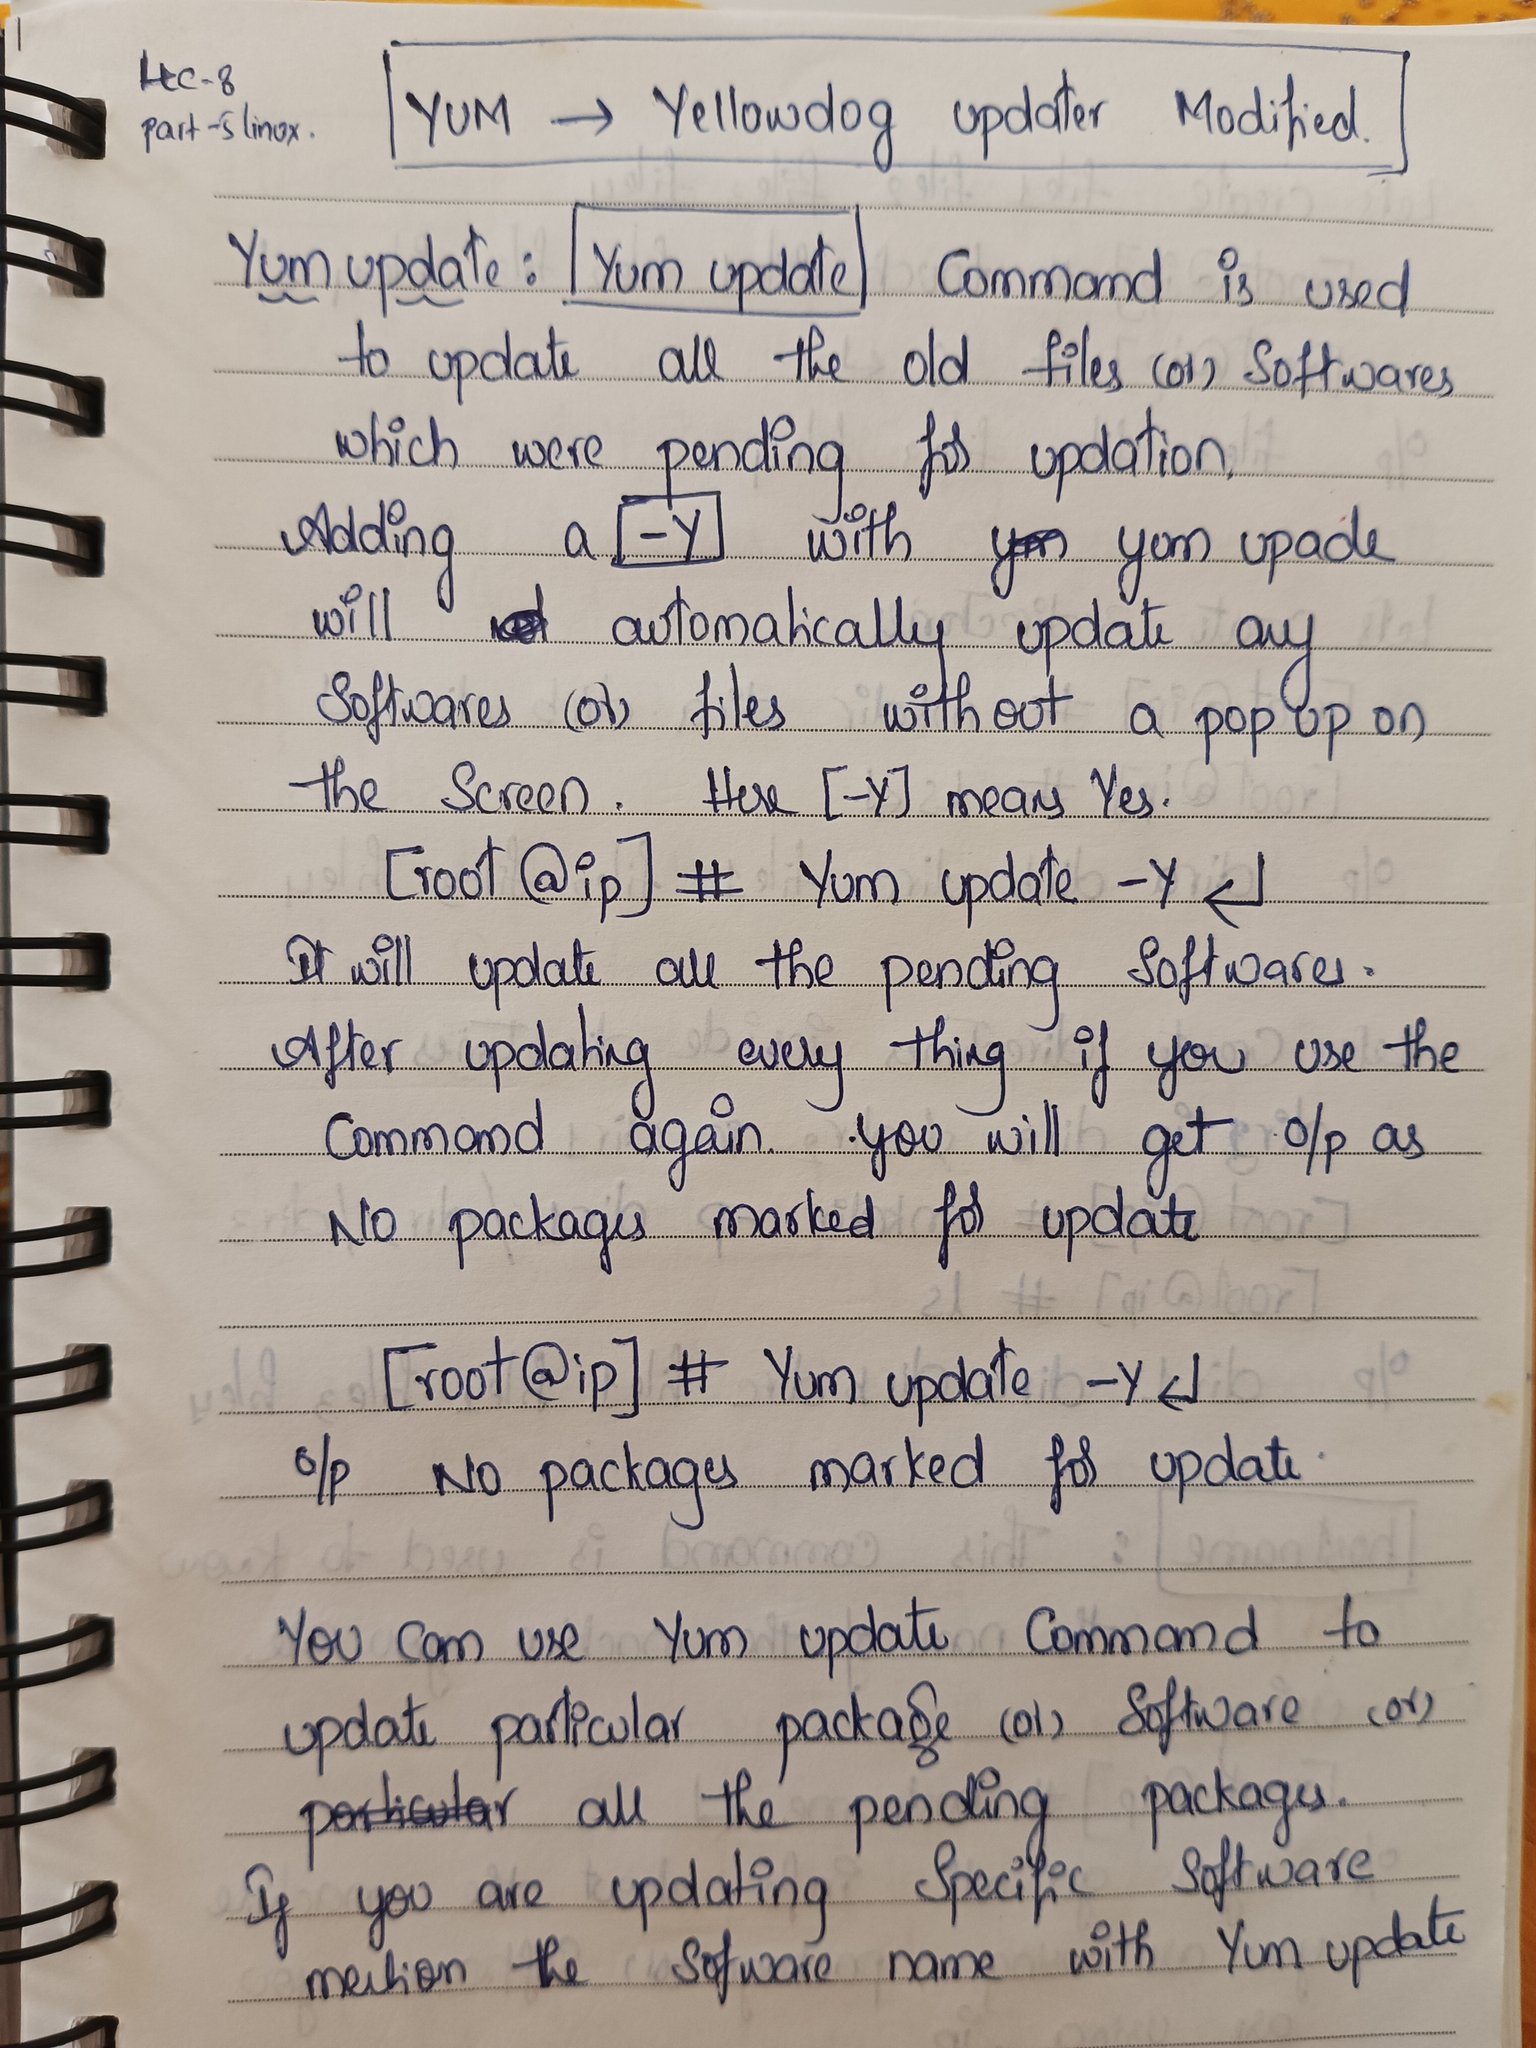 Lec-8
part-5 linux.
YUM → Yellowdog updater Modified.
Yum update: Yum update Command is used
to update all the old files (or) Softwares
which were pending for updation.
Adding a -Y with yum yum upade
will automatically update any
Softwares (or) files without a pop up on
the Screen. Here [-Y] means Yes.
[root@ip] # Yum update -Y ↵
It will update all the pending Softwares.
After updating every thing if you use the
Command again. you will get o/p as
No packages marked for update
[root@ip] # Yum update -Y ↵
o/p No packages marked for update.
You can use Yum update Command to
update particular package (or) Software (or)
particular all the pending packages.
If you are updating Specific Software
mention the Software name with Yum update